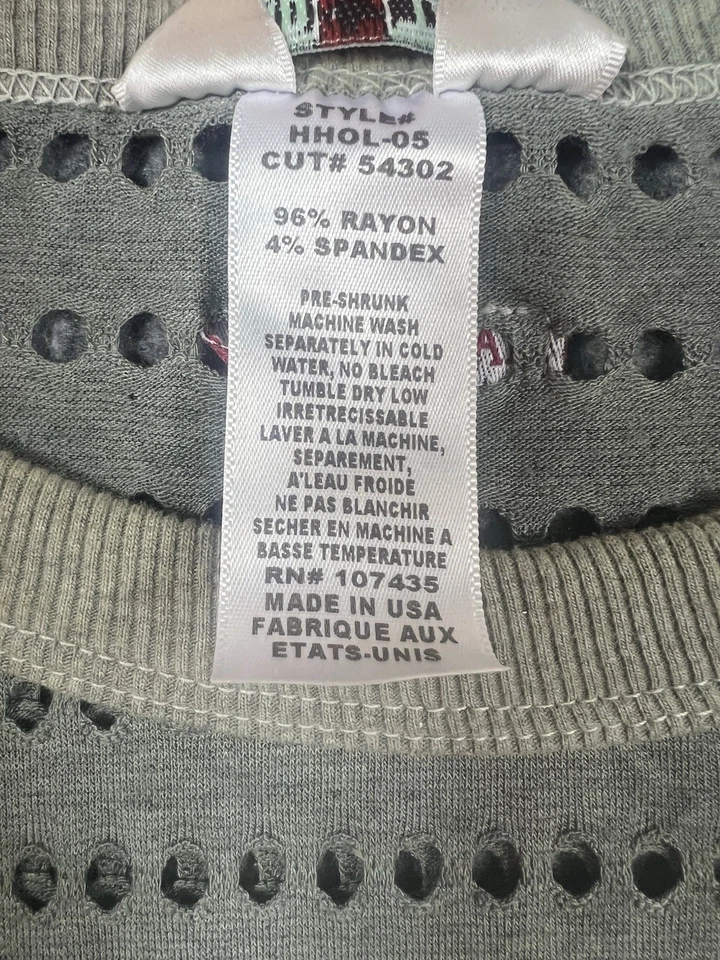 STYLE#
HHOL-05
CUT# 54302
96% RAYON
4% SPANDEX
PRE-SHRUNK
MACHINE WASH
SEPARATELY IN COLD
WATER, NO BLEACH
TUMBLE DRY LOW
IRRETRECISSABLE
LAVER A LA MACHINE,
SEPAREMENT,
A'LEAU FROIDE
NE PAS BLANCHIR
SECHER EN MACHINE A
BASSE TEMPERATURE
RN# 107435
MADE IN USA
FABRIQUE AUX
ETATS-UNIS
A